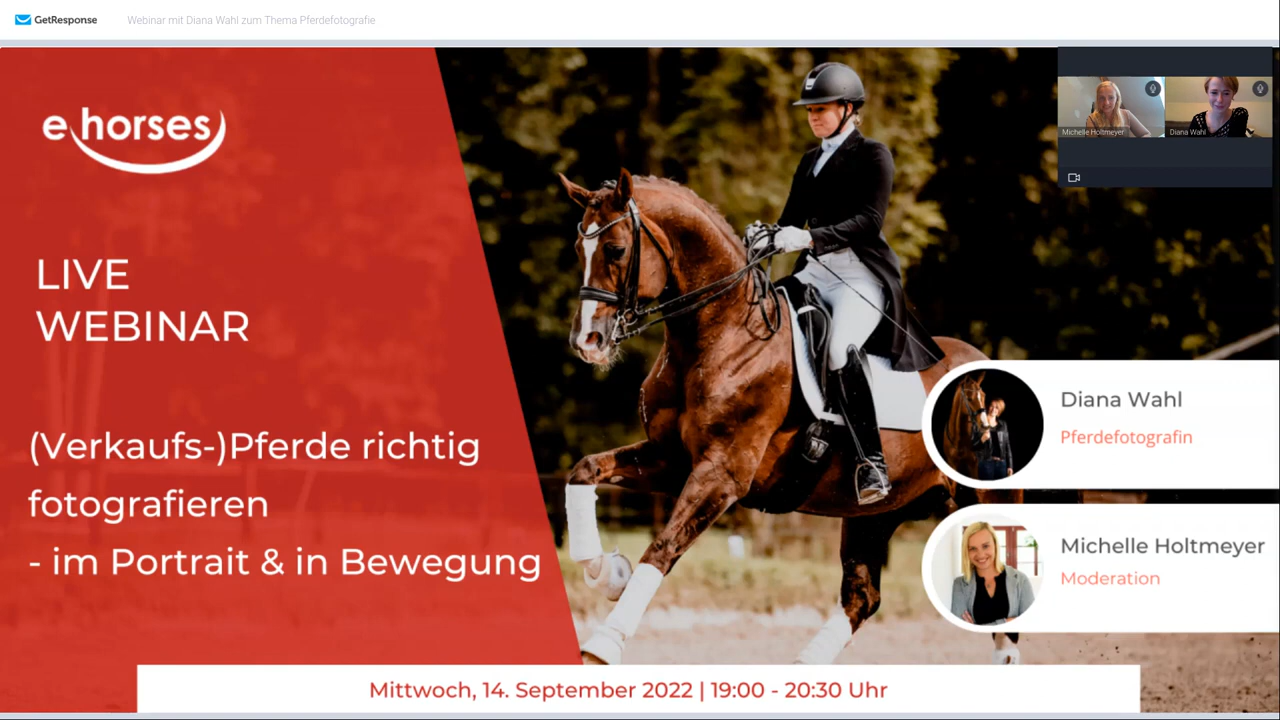 GetResponse
Webinar mit Diana Wahl zum Thema Pferdefotografie
ehorses
LIVE
WEBINAR
(Verkaufs-)Pferde richtig
fotografieren
- im Portrait & in Bewegung
Michelle Holtmeyer
Diana Wahl
Diana Wahl
Pferdefotografin
Michelle Holtmeyer
Moderation
Mittwoch, 14. September 2022 | 19:00 - 20:30 Uhr